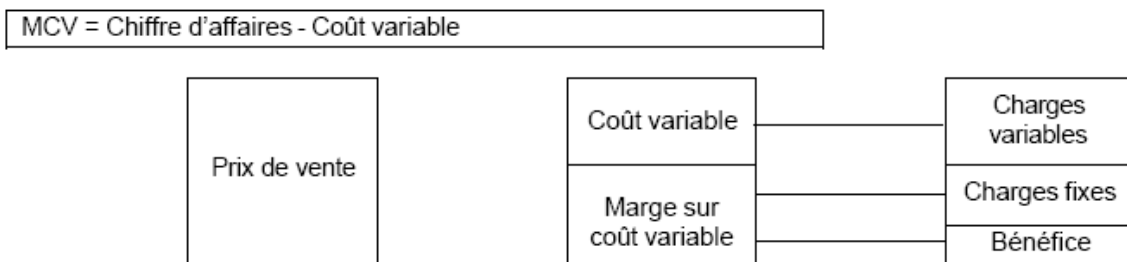 MCV = Chiffre d'affaires - Coût variable
Prix de vente
Coût variable
Marge sur
coût variable
Charges
variables
Charges fixes
Bénéfice